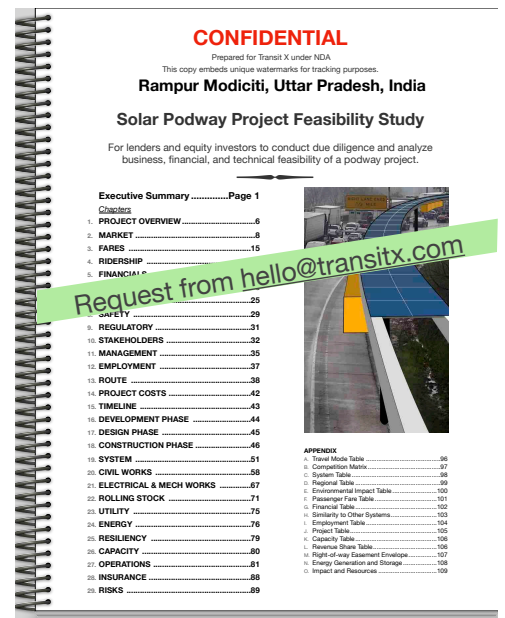 CONFIDENTIAL
Prepared for Transit X under NDA
This copy embeds unique watermarks for tracking purposes.
Rampur Modiciti, Uttar Pradesh, India
Solar Podway Project Feasibility Study
For lenders and equity investors to conduct due diligence and analyze
business, financial, and technical feasibility of a podway project.
Executive Summary ..............Page 1
Chapters
1. PROJECT OVERVIEW ...................................6
2. MARKET ...................................8
3. FARES ...................................15
4. RIDERSHIP
5. FINANCIALS
Request from hello@transitx.com
25
8. SAFETY ...................................29
9. REGULATORY ...................................31
10. STAKEHOLDERS ...................................32
11. MANAGEMENT ...................................35
12. EMPLOYMENT ...................................37
13. ROUTE ...................................38
14. PROJECT COSTS ...................................42
15. TIMELINE ...................................43
16. DEVELOPMENT PHASE ...................................44
17. DESIGN PHASE ...................................45
18. CONSTRUCTION PHASE ...................................46
19. SYSTEM ...................................51
20. CIVIL WORKS ...................................58
21. ELECTRICAL & MECH WORKS ...................................67
22. ROLLING STOCK ...................................71
23. UTILITY ...................................75
24. ENERGY ...................................76
25. RESILIENCY ...................................79
26. CAPACITY ...................................80
27. OPERATIONS ...................................81
28. INSURANCE ...................................88
29. RISKS ...................................89
APPENDIX
A. Travel Mode Table ...................................96
B. Competition Matrix ...................................97
C. System Table ...................................98
D. Regional Table ...................................99
E. Environmental Impact Table ...................................100
F. Passenger Fare Table ...................................101
G. Financial Table ...................................102
H. Similarity to Other Systems ...................................103
I. Employment Table ...................................104
J. Project Table ...................................105
K. Capacity Table ...................................106
L. Revenue Share Table ...................................106
M. Right-of-way Easement Envelope ...................................107
N. Energy Generation and Storage ...................................108
O. Impact and Resources ...................................109